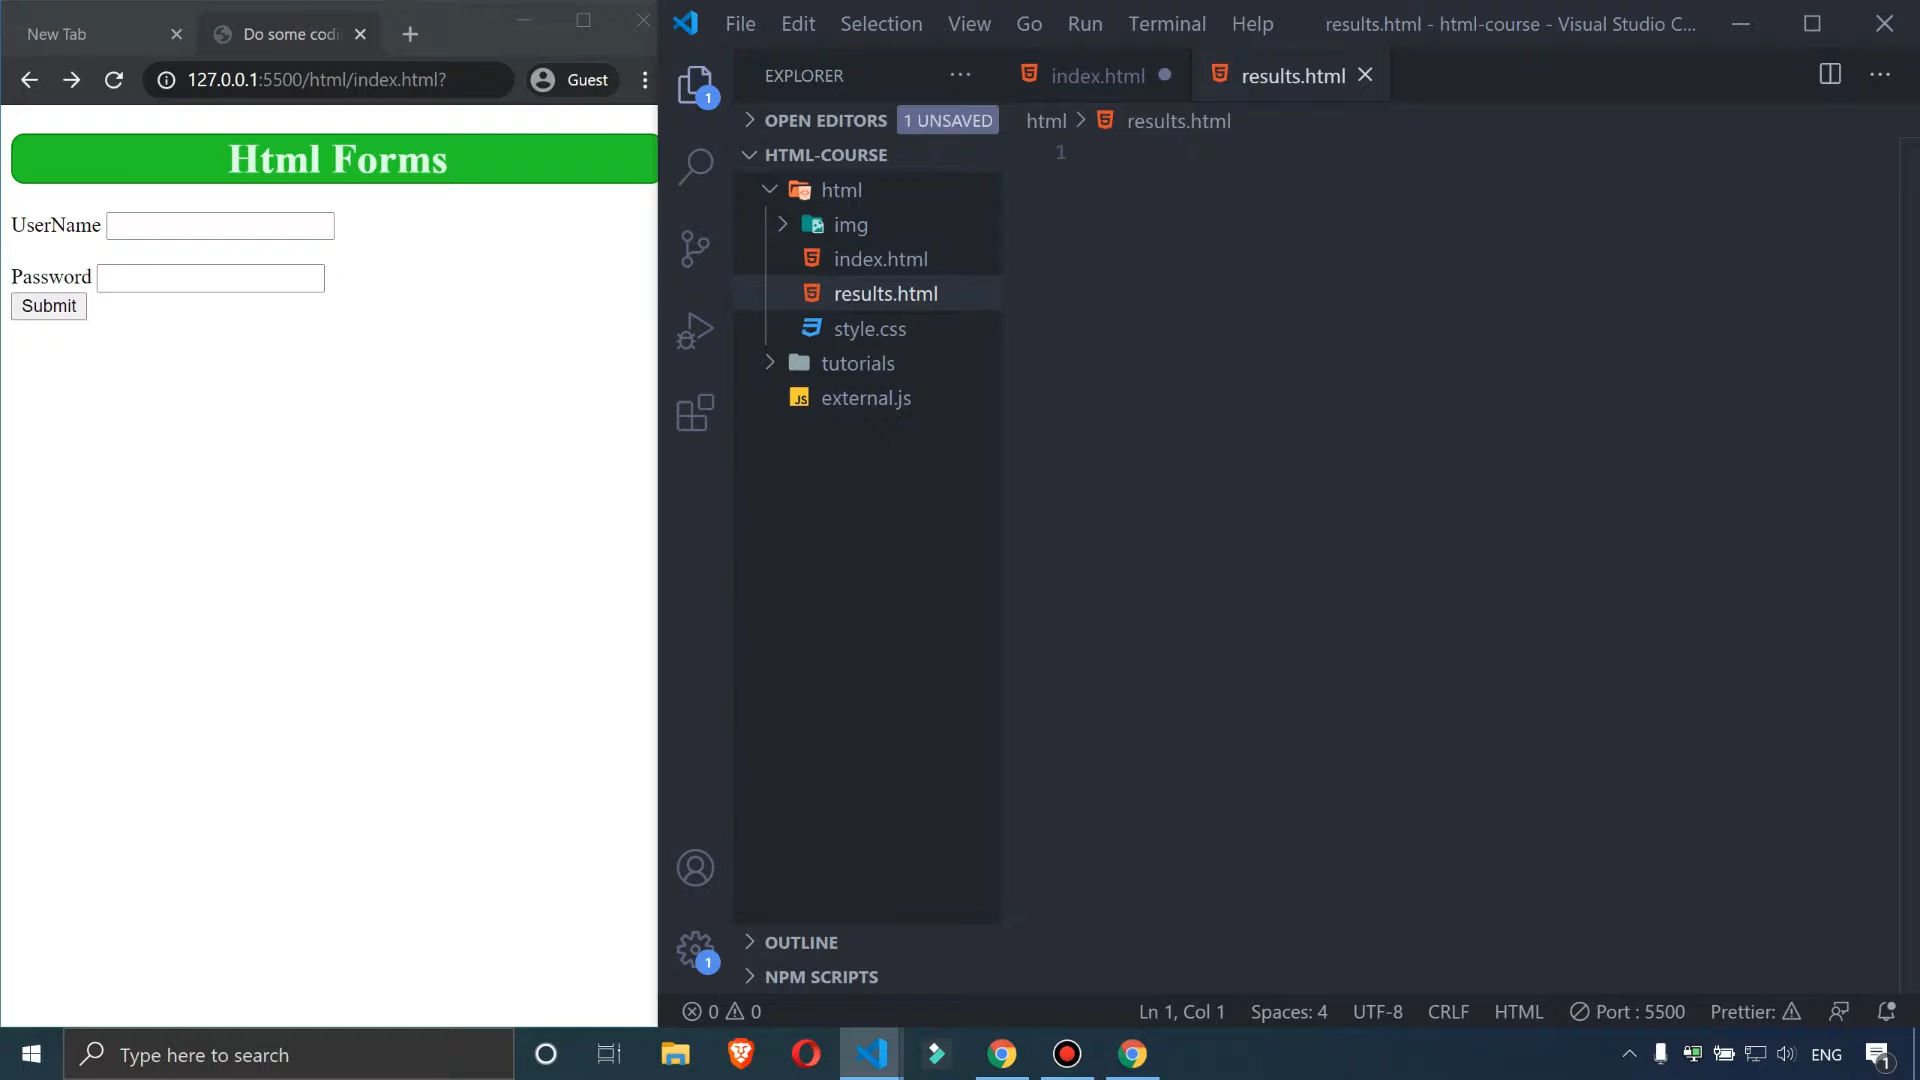 New Tab
Do some codi
127.0.0.1:5500/html/index.html?
Guest
Html Forms
UserName
Password
Submit
File Edit Selection View Go Run Terminal Help
results.html - html-course - Visual Studio C...
1
EXPLORER
index.html
results.html
OPEN EDITORS
1 UNSAVED
html
results.html
HTML-COURSE
1
html
img
index.html
results.html
style.css
tutorials
JS
external.js
1
OUTLINE
NPM SCRIPTS
0 0
Ln 1, Col 1 Spaces: 4 UTF-8 CRLF HTML Port : 5500 Prettier:
Type here to search
ENG
1